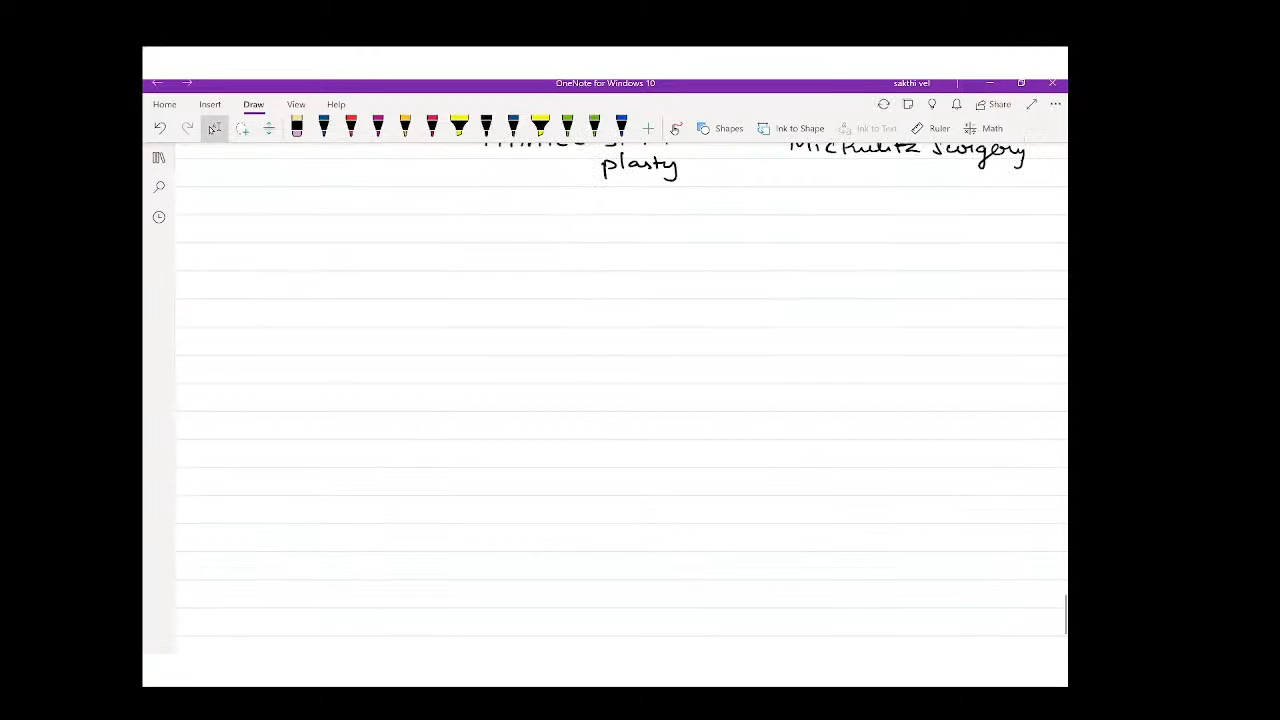 OneNote for Windows 10
sakthi vel
Home Insert Draw View Help
Share
Shapes Ink to Shape Ink to Text Ruler Math
Mickulitz Surgery
plasty